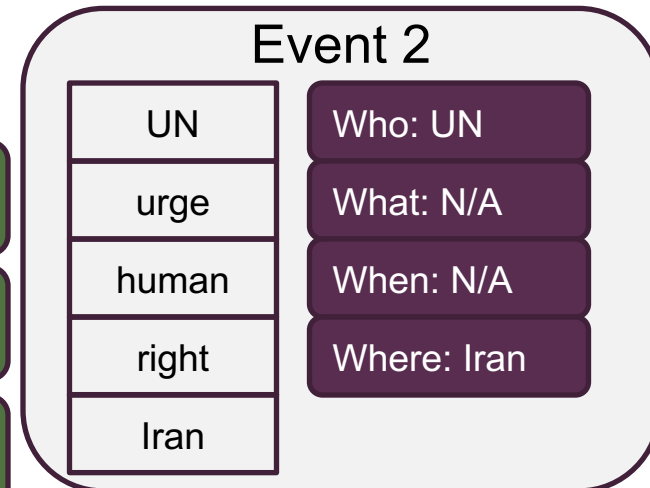 Event 2
UN
urge
human
right
Iran
Who: UN
What: N/A
When: N/A
Where: Iran